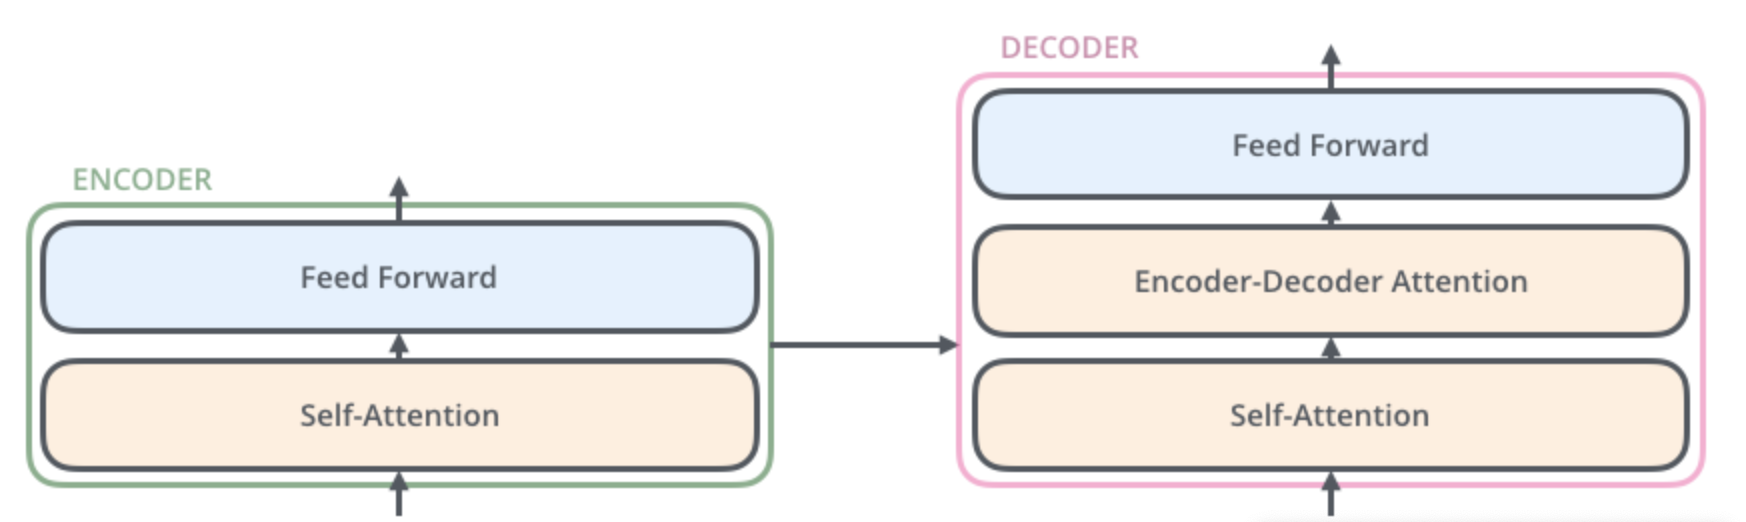 ENCODER
Feed Forward
Self-Attention
DECODER
Feed Forward
Encoder-Decoder Attention
Self-Attention